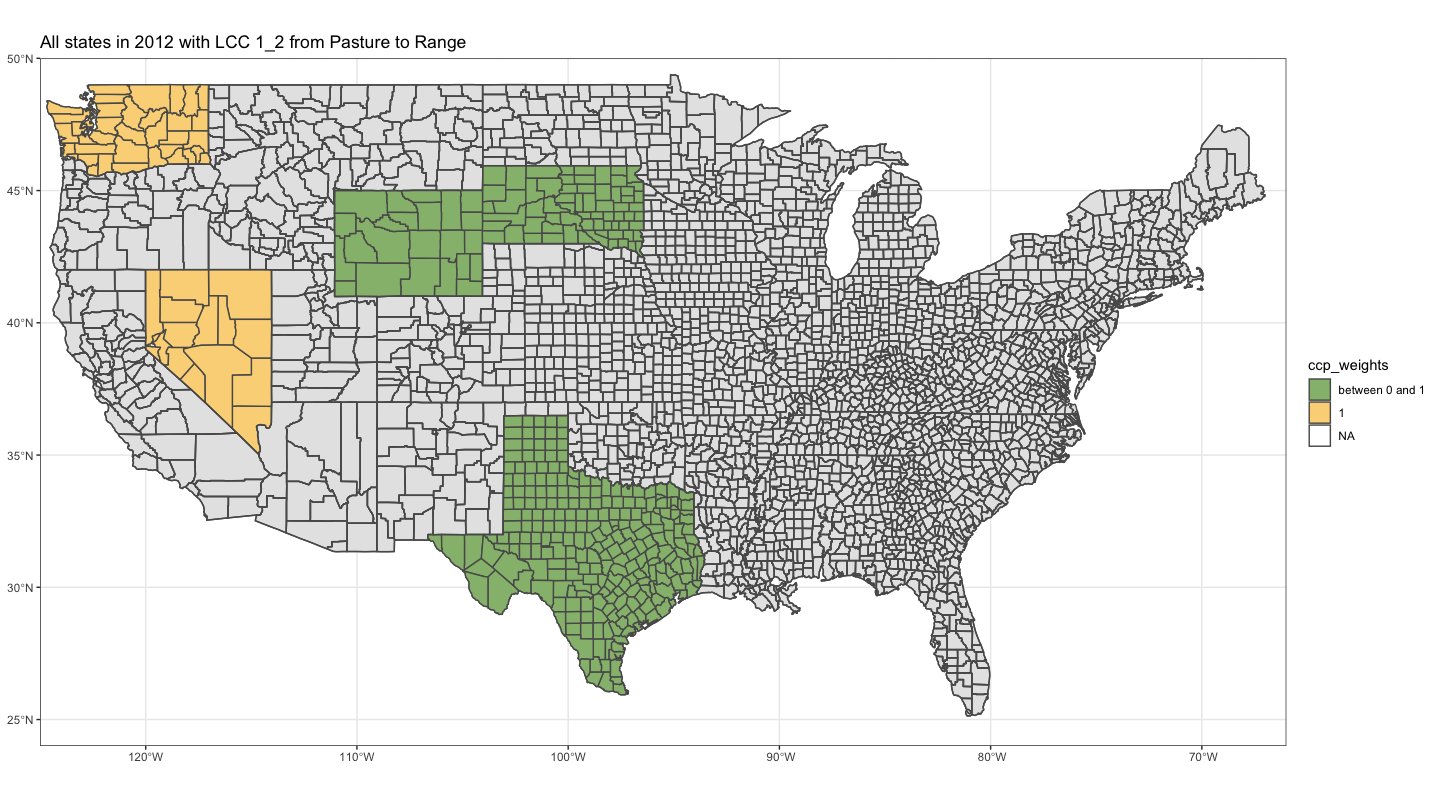 All states in 2012 with LCC 1_2 from Pasture to Range
50°N
45°N
40°N
35°N
30°N
25°N
120°W
110°W
100°W
90°W
80°W
70°W
ccp_weights
between 0 and 1
1
NA